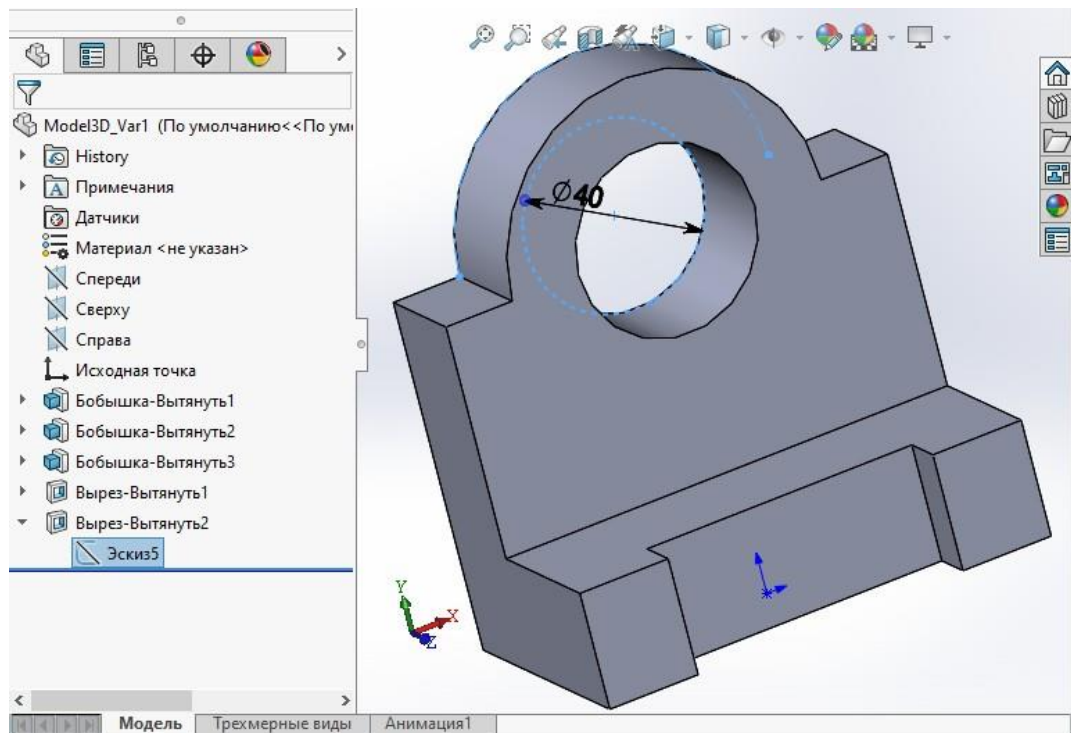 Model3D_Var1 (По умолчанию<<По умо
History
Примечания
Датчики
Материал <не указан>
Спереди
Сверху
Справа
Исходная точка
Бобышка-Вытянуть1
Бобышка-Вытянуть2
Бобышка-Вытянуть3
Вырез-Вытянуть1
Вырез-Вытянуть2
Эскиз5
Ø40
Y
X
Z
Модель Трехмерные виды Анимация1